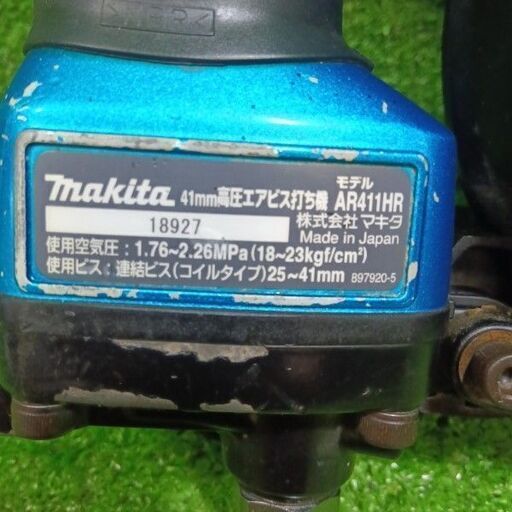 makita 41mm高圧エアビス打ち機 モデル AR411HR
18927 株式会社 マキタ
Made in Japan
使用空気圧：1.76~2.26MPa(18~23kgf/cm²)
使用ビス：連結ビス(コイルタイプ)25~41mm 897920-5